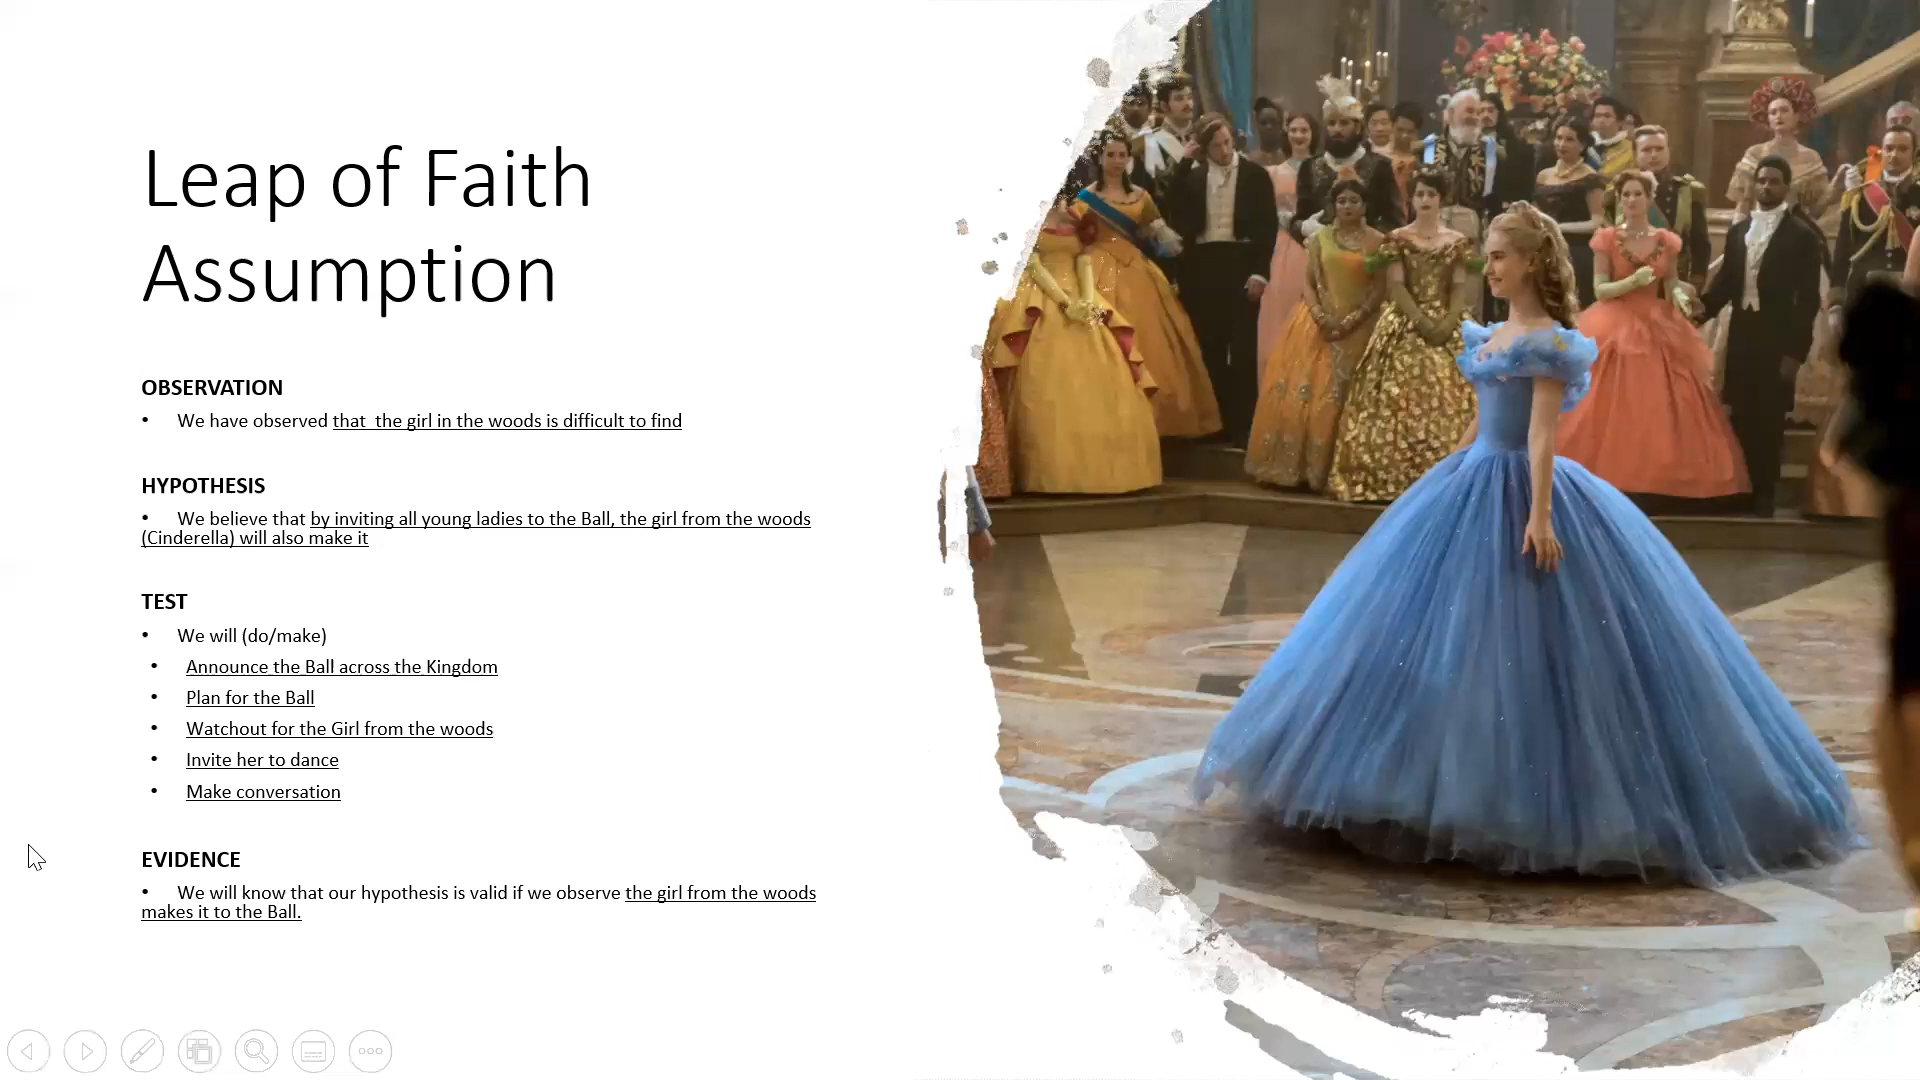 Leap of Faith
Assumption
OBSERVATION
• We have observed that  the girl in the woods is difficult to find
HYPOTHESIS
• We believe that by inviting all young ladies to the Ball, the girl from the woods
(Cinderella) will also make it
TEST
• We will (do/make)
• Announce the Ball across the Kingdom
• Plan for the Ball
• Watchout for the Girl from the woods
• Invite her to dance
• Make conversation
EVIDENCE
• We will know that our hypothesis is valid if we observe the girl from the woods
makes it to the Ball.